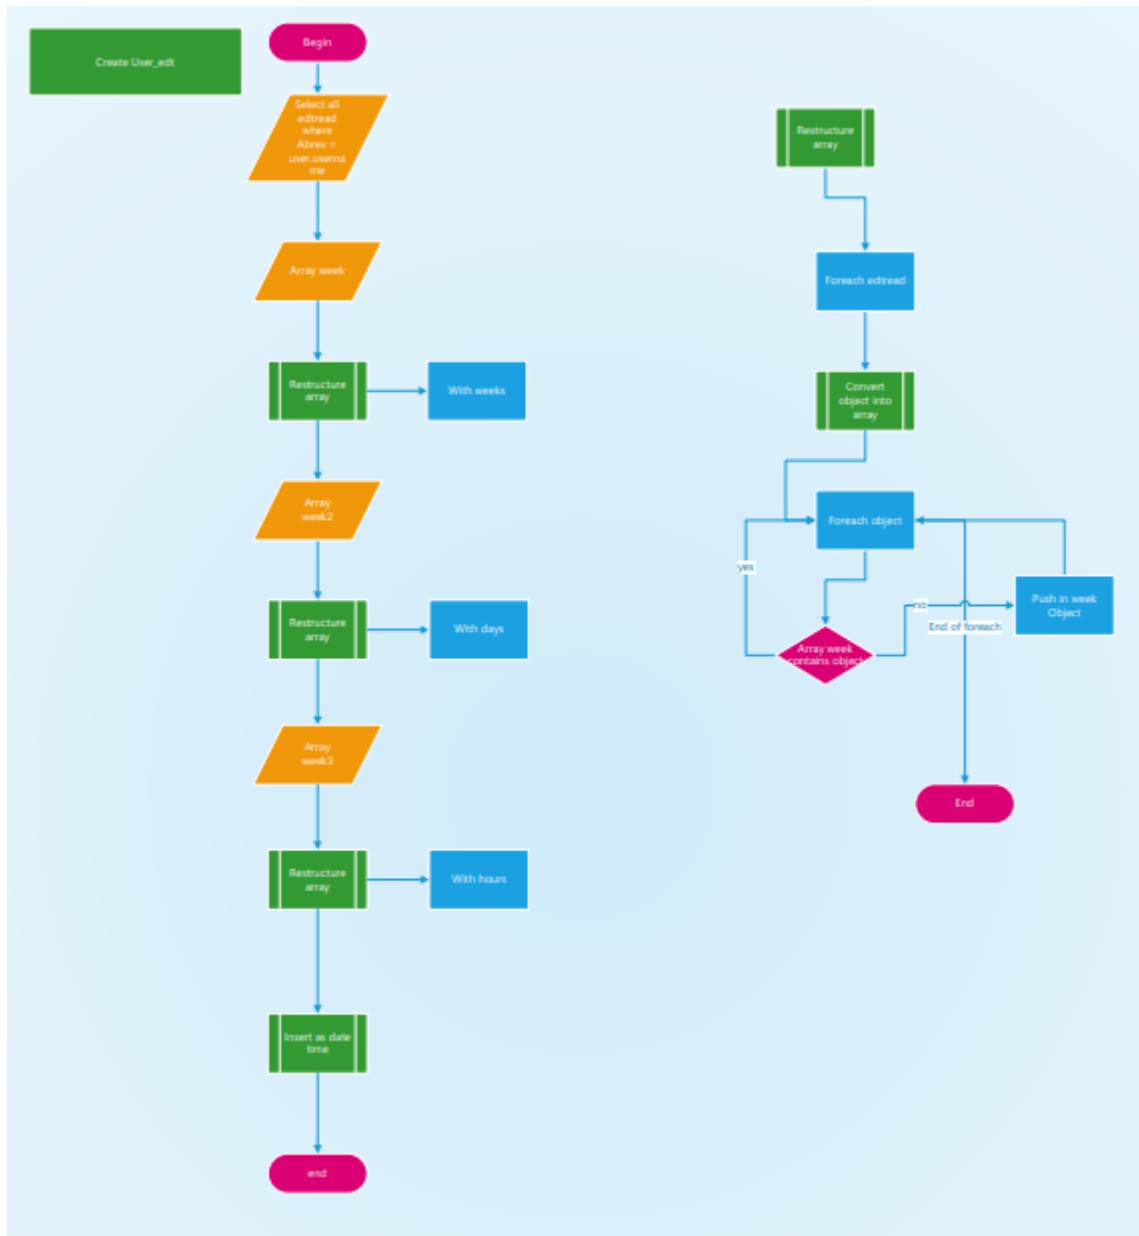 Create User_edt
Begin
Select all
edtread
where
Abrev =
user.userna
me
Array week
Restructure
array
With weeks
Array
week2
Restructure
array
With days
Array
week3
Restructure
array
With hours
Insert as date
time
end
Restructure
array
Foreach edtread
Convert
object into
array
Foreach object
yes
no
Push in week
Object
End of foreach
Array week
contains object
End